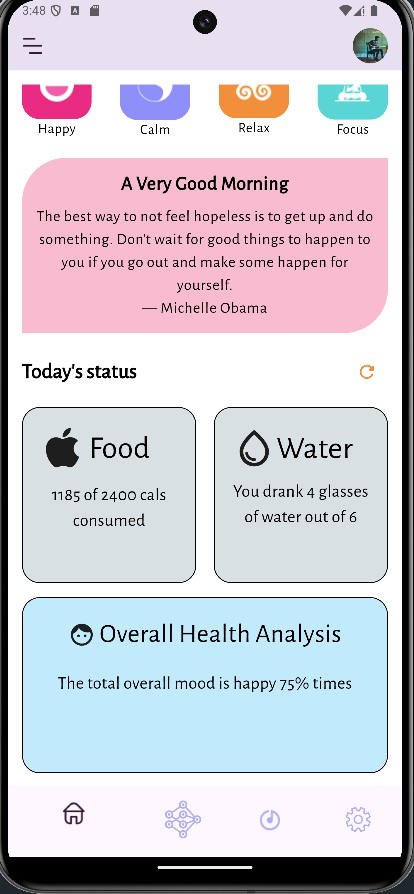 3:48
Happy Calm Relax Focus
A Very Good Morning
The best way to not feel hopeless is to get up and do
something. Don't wait for good things to happen to
you if you go out and make some happen for
yourself.
— Michelle Obama
Today's status
Food
1185 of 2400 cals
consumed
Water
You drank 4 glasses
of water out of 6
Overall Health Analysis
The total overall mood is happy 75% times